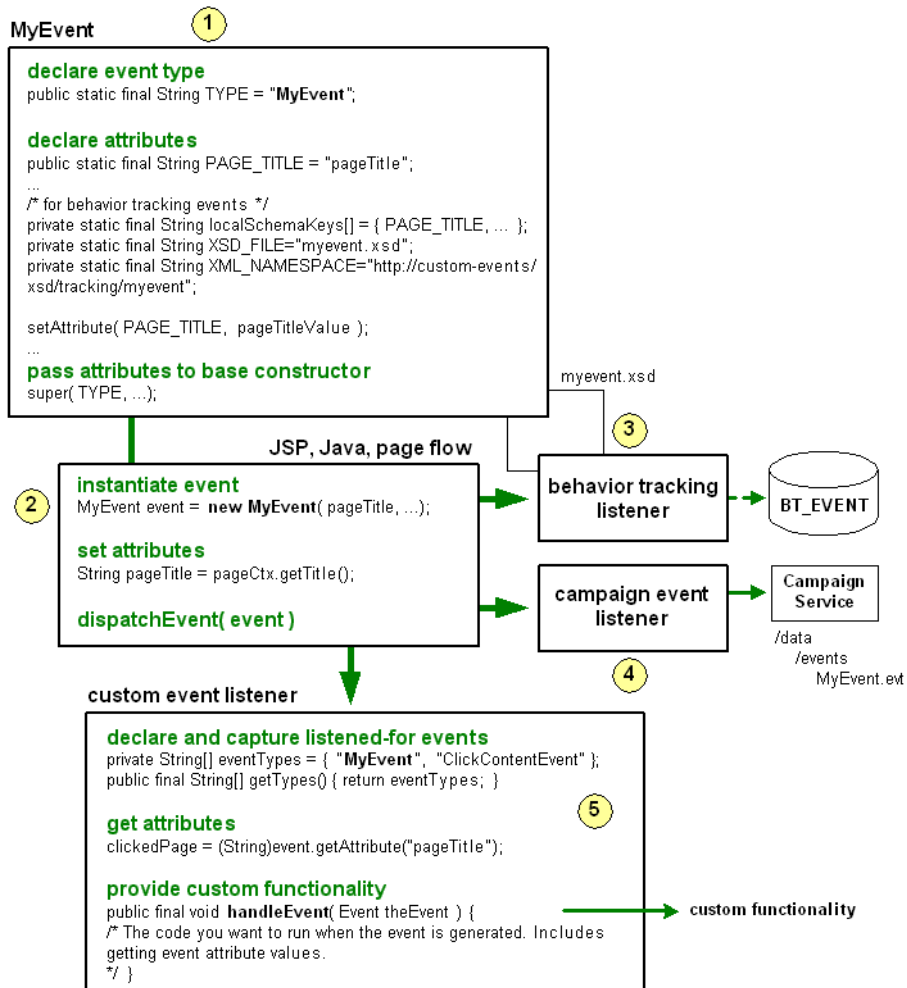 1
MyEvent
declare event type
public static final String TYPE = "MyEvent";
declare attributes
public static final String PAGE_TITLE = "pageTitle";
...
/* for behavior tracking events */
private static final String localSchemaKeys[] = { PAGE_TITLE, ... };
private static final String XSD_FILE="myevent.xsd";
private static final String XML_NAMESPACE="http://custom-events/
xsd/tracking/myevent";
setAttribute( PAGE_TITLE, pageTitleValue );
...
pass attributes to base constructor
super( TYPE, ...);
myevent.xsd
3
JSP, Java, page flow
2
instantiate event
MyEvent event = new MyEvent( pageTitle, ...);
set attributes
String pageTitle = pageCtx.getTitle();
dispatchEvent( event )
behavior tracking
listener
BT_EVENT
campaign event
listener
Campaign
Service
/data
/events
MyEvent.evt
4
custom event listener
declare and capture listened-for events
private String[] eventTypes = { "MyEvent", "ClickContentEvent" };
public final String[] getTypes() { return eventTypes; }
5
get attributes
clickedPage = (String)event.getAttribute("pageTitle");
provide custom functionality
public final void handleEvent( Event theEvent ) {
/* The code you want to run when the event is generated. Includes
getting event attribute values.
*/ }
custom functionality